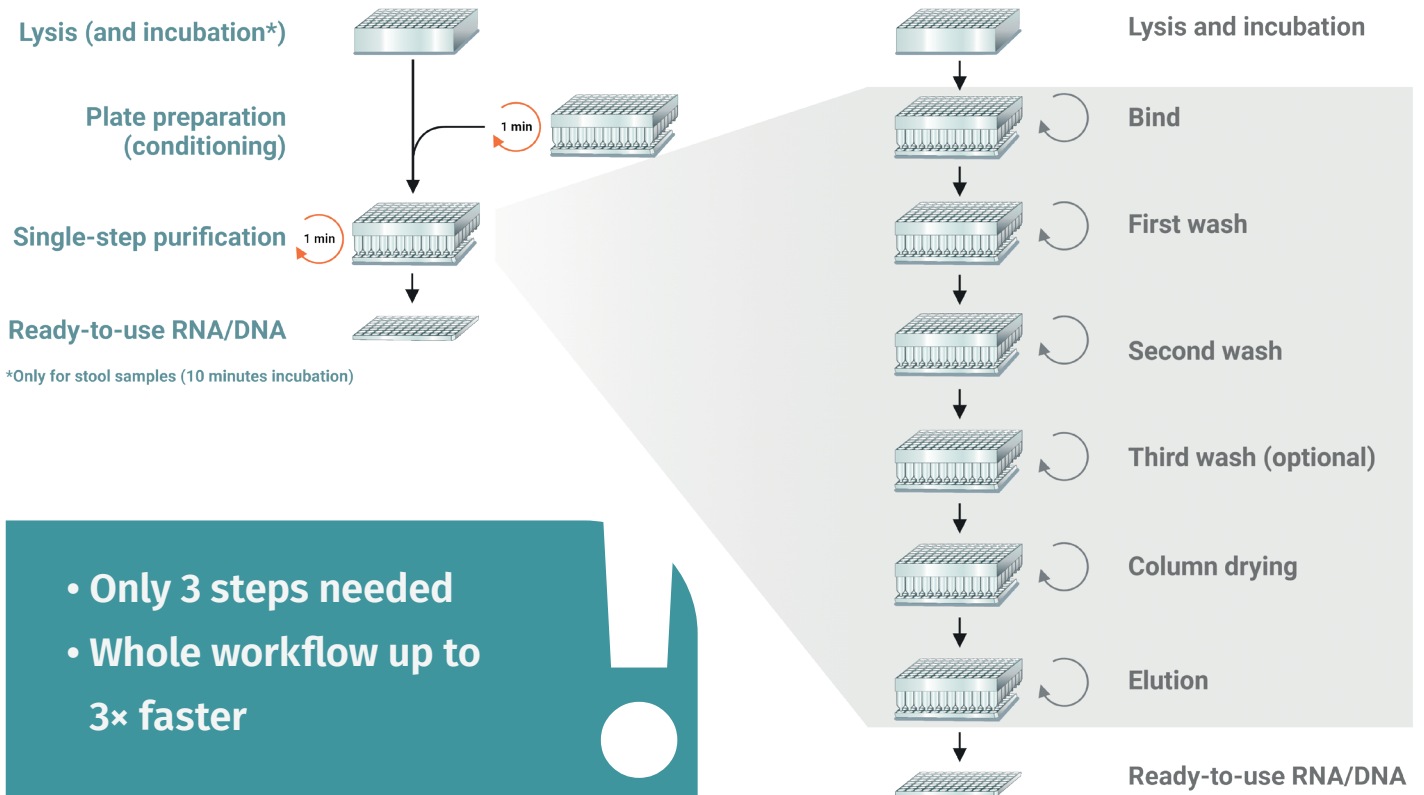 Lysis (and incubation*)
Plate preparation
(conditioning)
1 min
Single-step purification
1 min
Ready-to-use RNA/DNA
*Only for stool samples (10 minutes incubation)
• Only 3 steps needed
• Whole workflow up to
3× faster
Lysis and incubation
Bind
First wash
Second wash
Third wash (optional)
Column drying
Elution
Ready-to-use RNA/DNA